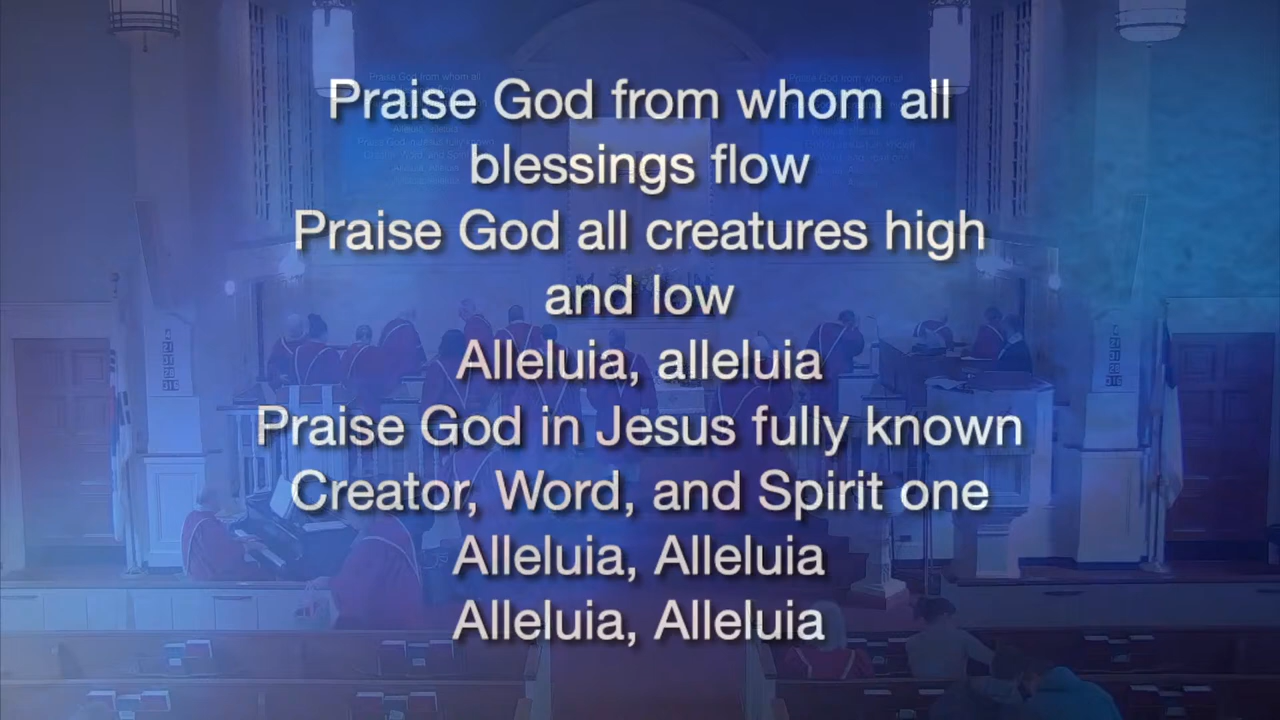 Praise God from whom all
blessings flow
Praise God all creatures high
and low
Alleluia, alleluia
Praise God in Jesus fully known
Creator, Word, and Spirit one
Alleluia, Alleluia
Alleluia, Alleluia